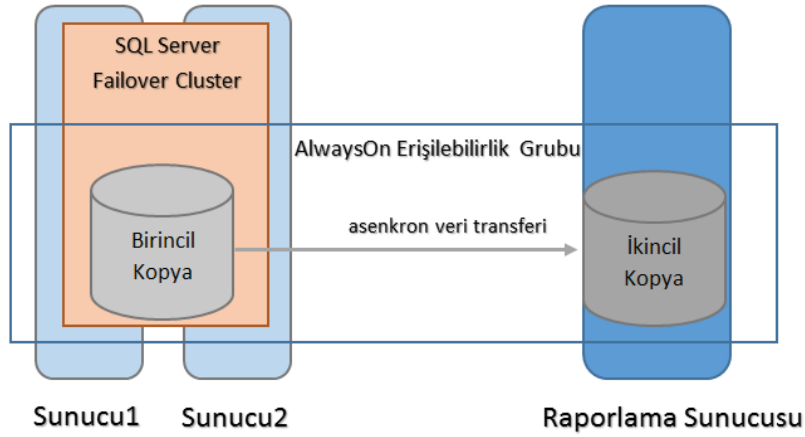 SQL Server
Failover Cluster
AlwaysOn Erişilebilirlik Grubu
asenkron veri transferi
Birincil
Kopya
İkincil
Kopya
Sunucu1
Sunucu2
Raporlama Sunucusu